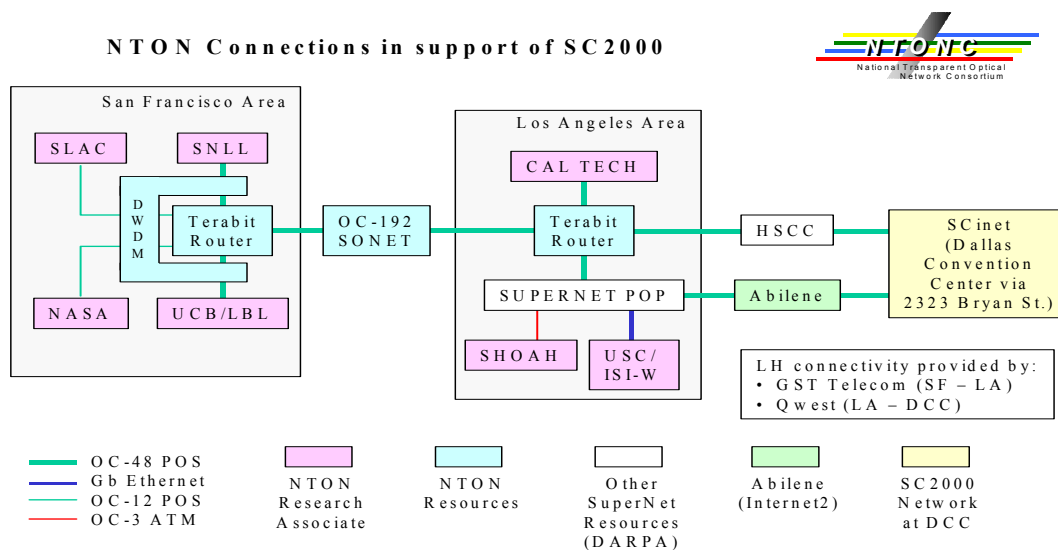 NTON Connections in support of SC2000
NTONC
National Transparent Optical
Network Consortium
San Francisco Area
SLAC
SNLL
DWDM
Terabit
Router
NASA
UCB/LBL
OC-192
SONET
Los Angeles Area
CAL TECH
Terabit
Router
SUPERNET POP
SHOAH
USC/
ISI-W
HSCC
Abilene
SCinet
(Dallas
Convention
Center via
2323 Bryan St.)
LH connectivity provided by:
• GST Telecom (SF – LA)
• Qwest (LA – DCC)
OC-48 POS
Gb Ethernet
OC-12 POS
OC-3 ATM
NTON
Research
Associate
NTON
Resources
Other
SuperNet
Resources
(DARPA)
Abilene
(Internet2)
SC2000
Network
at DCC